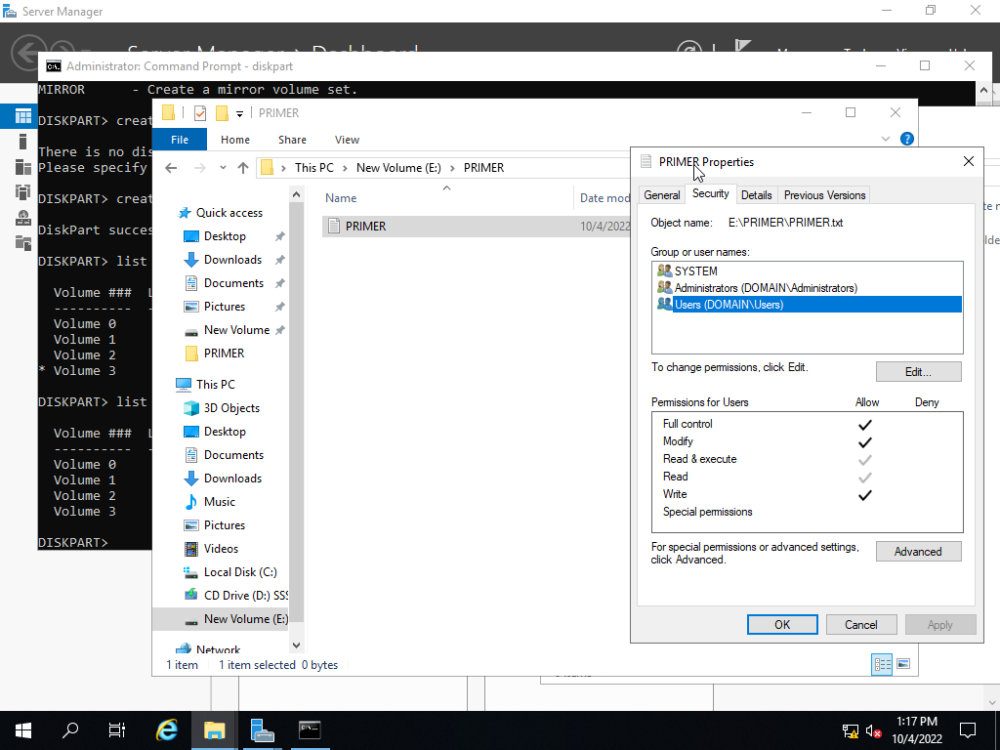 Server Manager
Administrator: Command Prompt - diskpart
MIRROR - Create a mirror volume set.
DISKPART> creat
There is no dis
Please specify
DISKPART> creat
DiskPart succes
DISKPART> list
Volume ###
Volume 0
Volume 1
Volume 2
* Volume 3
DISKPART> list
Volume ###
Volume 0
Volume 1
Volume 2
Volume 3
DISKPART>
PRIMER
File Home Share View
This PC > New Volume (E:) > PRIMER
Quick access
Desktop
Downloads
Documents
Pictures
New Volume
PRIMER
This PC
3D Objects
Desktop
Documents
Downloads
Music
Pictures
Videos
Local Disk (C:)
CD Drive (D:) SSS
New Volume (E:)
Network
Name Date mod
PRIMER 10/4/2022
1 item 1 item selected 0 bytes
PRIMER Properties
General Security Details Previous Versions
Object name: E:\PRIMER\PRIMER.txt
Group or user names:
SYSTEM
Administrators (DOMAIN\Administrators)
Users (DOMAIN\Users)
To change permissions, click Edit.
Edit...
Permissions for Users Allow Deny
Full control
Modify
Read & execute
Read
Write
Special permissions
For special permissions or advanced settings,
click Advanced.
Advanced
OK Cancel Apply
1:17 PM
10/4/2022